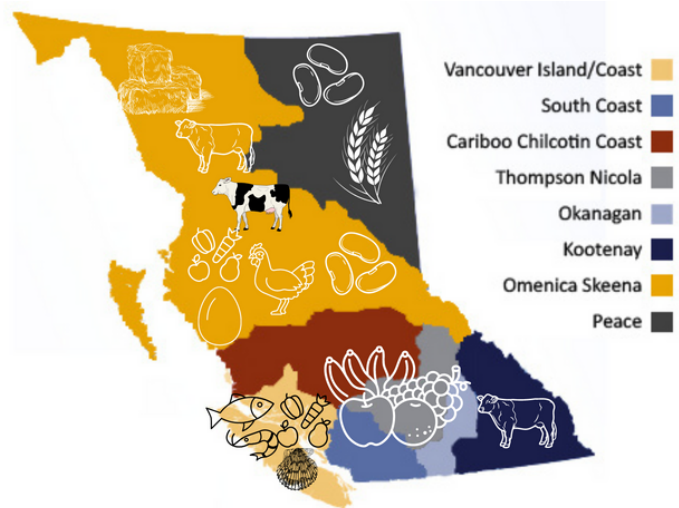 Vancouver Island/Coast
South Coast
Cariboo Chilcotin Coast
Thompson Nicola
Okanagan
Kootenay
Omenica Skeena
Peace